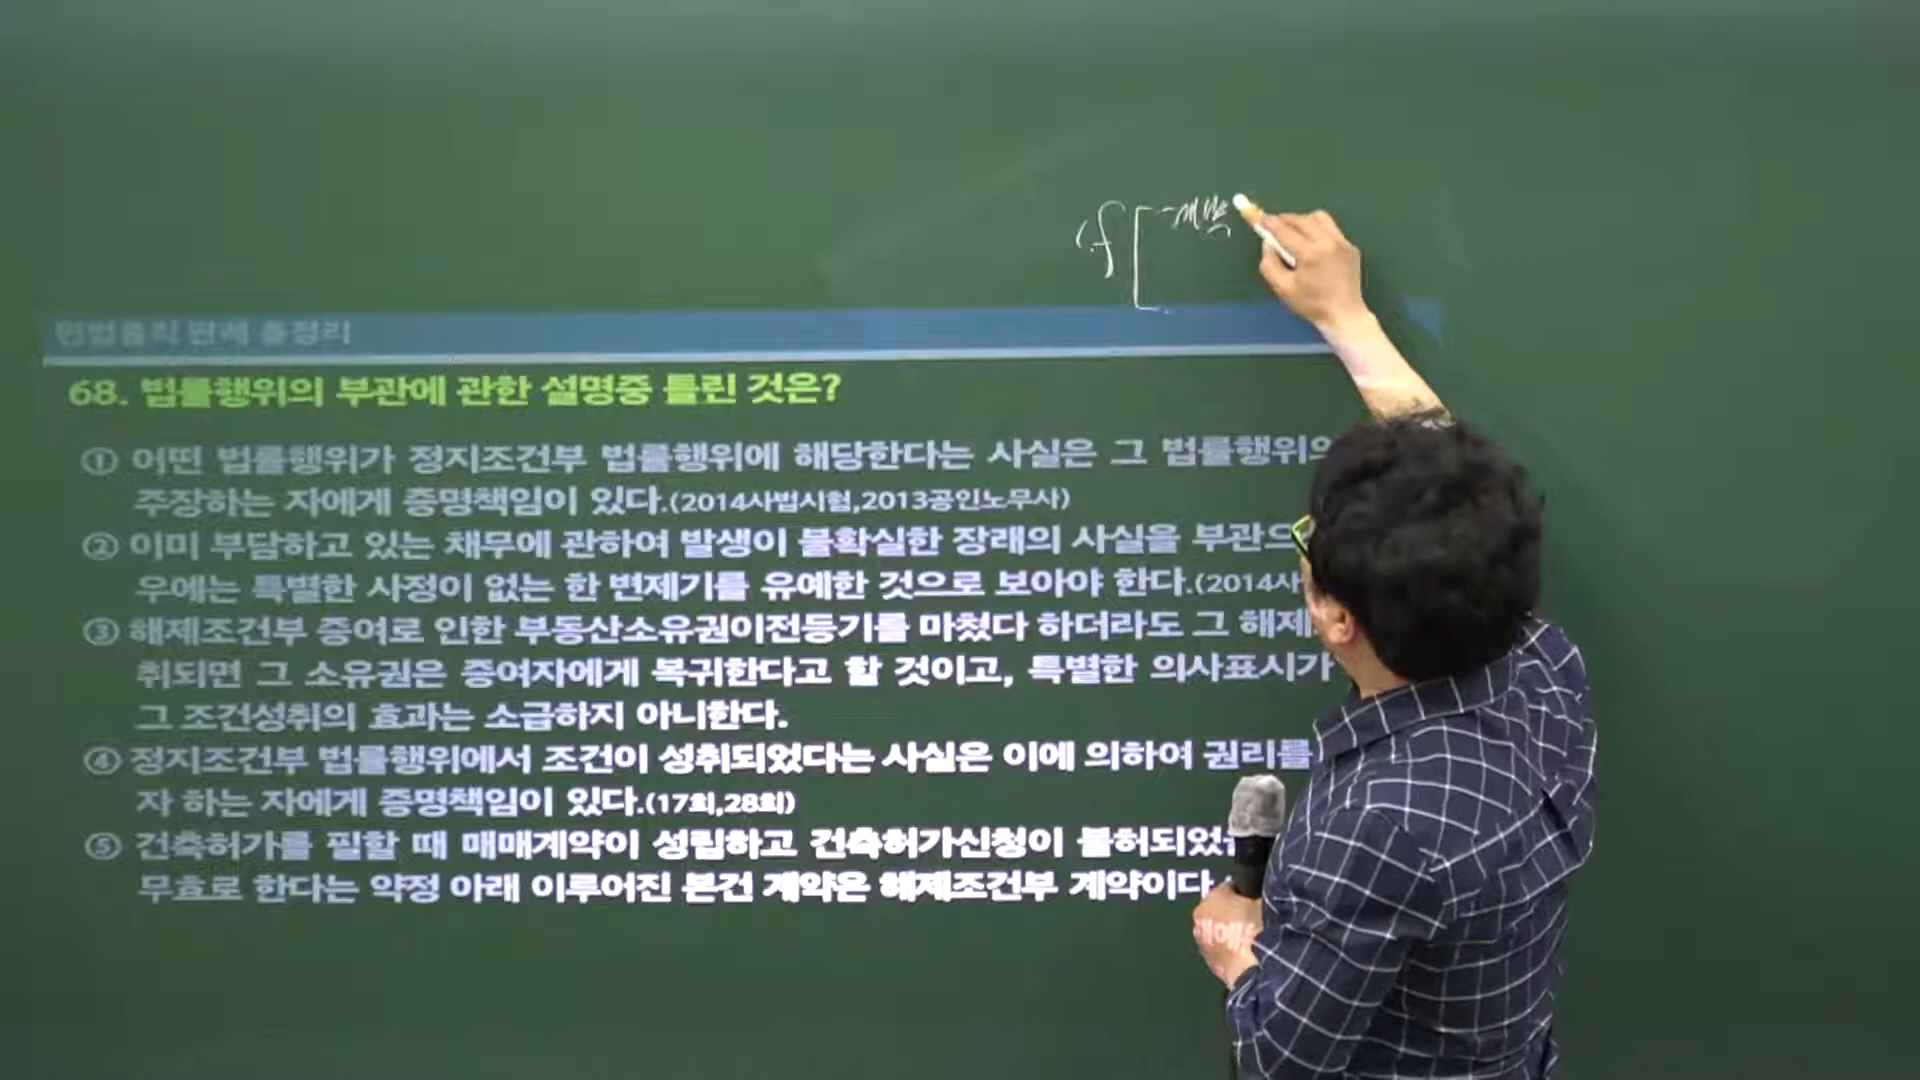 if [ -재발
민법총칙 판례 총정리
68. 법률행위의 부관에 관한 설명중 틀린 것은?
① 어떤 법률행위가 정지조건부 법률행위에 해당한다는 사실은 그 법률행위의
주장하는 자에게 증명책임이 있다.(2014사법시험,2013공인노무사)
② 이미 부담하고 있는 채무에 관하여 발생이 불확실한 장래의 사실을 부관으
우에는 특별한 사정이 없는 한 변제기를 유예한 것으로 보아야 한다.(2014사
③ 해제조건부 증여로 인한 부동산소유권이전등기를 마쳤다 하더라도 그 해제
취되면 그 소유권은 증여자에게 복귀한다고 할 것이고, 특별한 의사표시가
그 조건성취의 효과는 소급하지 아니한다.
④ 정지조건부 법률행위에서 조건이 성취되었다는 사실은 이에 의하여 권리를
자 하는 자에게 증명책임이 있다.(17회,28회)
⑤ 건축허가를 필할 때 매매계약이 성립하고 건축허가신청이 불허되었을
무효로 한다는 약정 아래 이루어진 본건 계약은 해제조건부 계약이다.